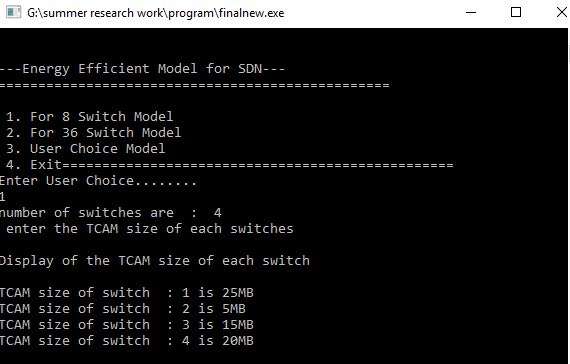 G:\summer research work\program\finalnew.exe
---Energy Efficient Model for SDN---
=================================================
1. For 8 Switch Model
2. For 36 Switch Model
3. User Choice Model
4. Exit=================================================
Enter User Choice........
1
number of switches are  :  4
enter the TCAM size of each switches
Display of the TCAM size of each switch
TCAM size of switch  : 1 is 25MB
TCAM size of switch  : 2 is 5MB
TCAM size of switch  : 3 is 15MB
TCAM size of switch  : 4 is 20MB